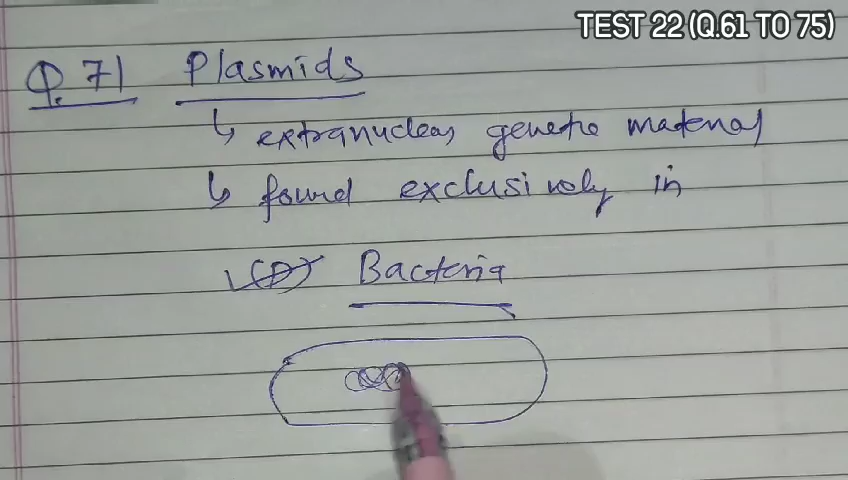 TEST 22 (Q.61 TO 75)
Q. 71 Plasmids
↳ extranuclear genetic material
↳ found exclusively in
(D) Bacteria